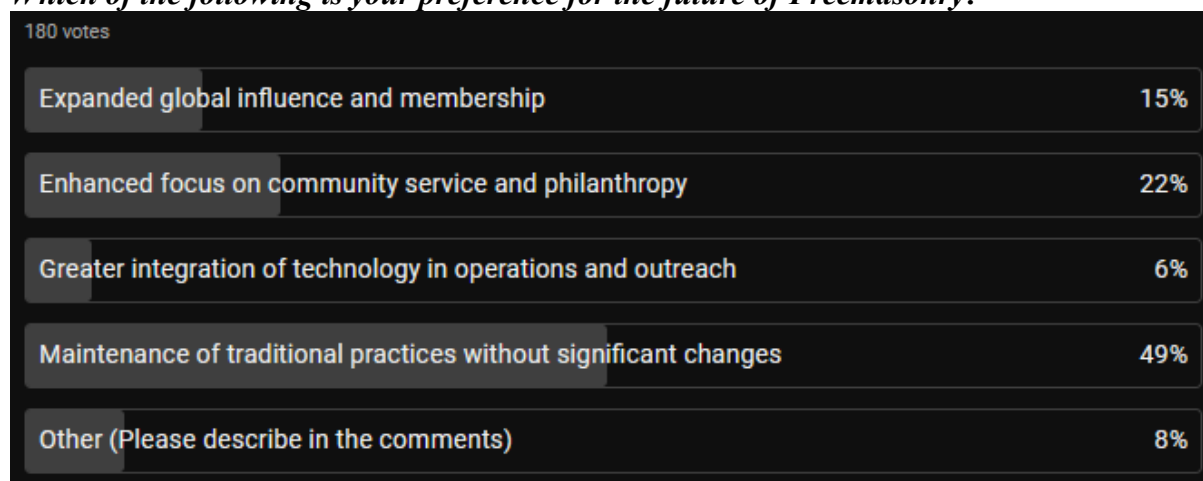 Which of the following is your preference for the future of Freemasonry?
180 votes
Expanded global influence and membership 15%
Enhanced focus on community service and philanthropy 22%
Greater integration of technology in operations and outreach 6%
Maintenance of traditional practices without significant changes 49%
Other (Please describe in the comments) 8%